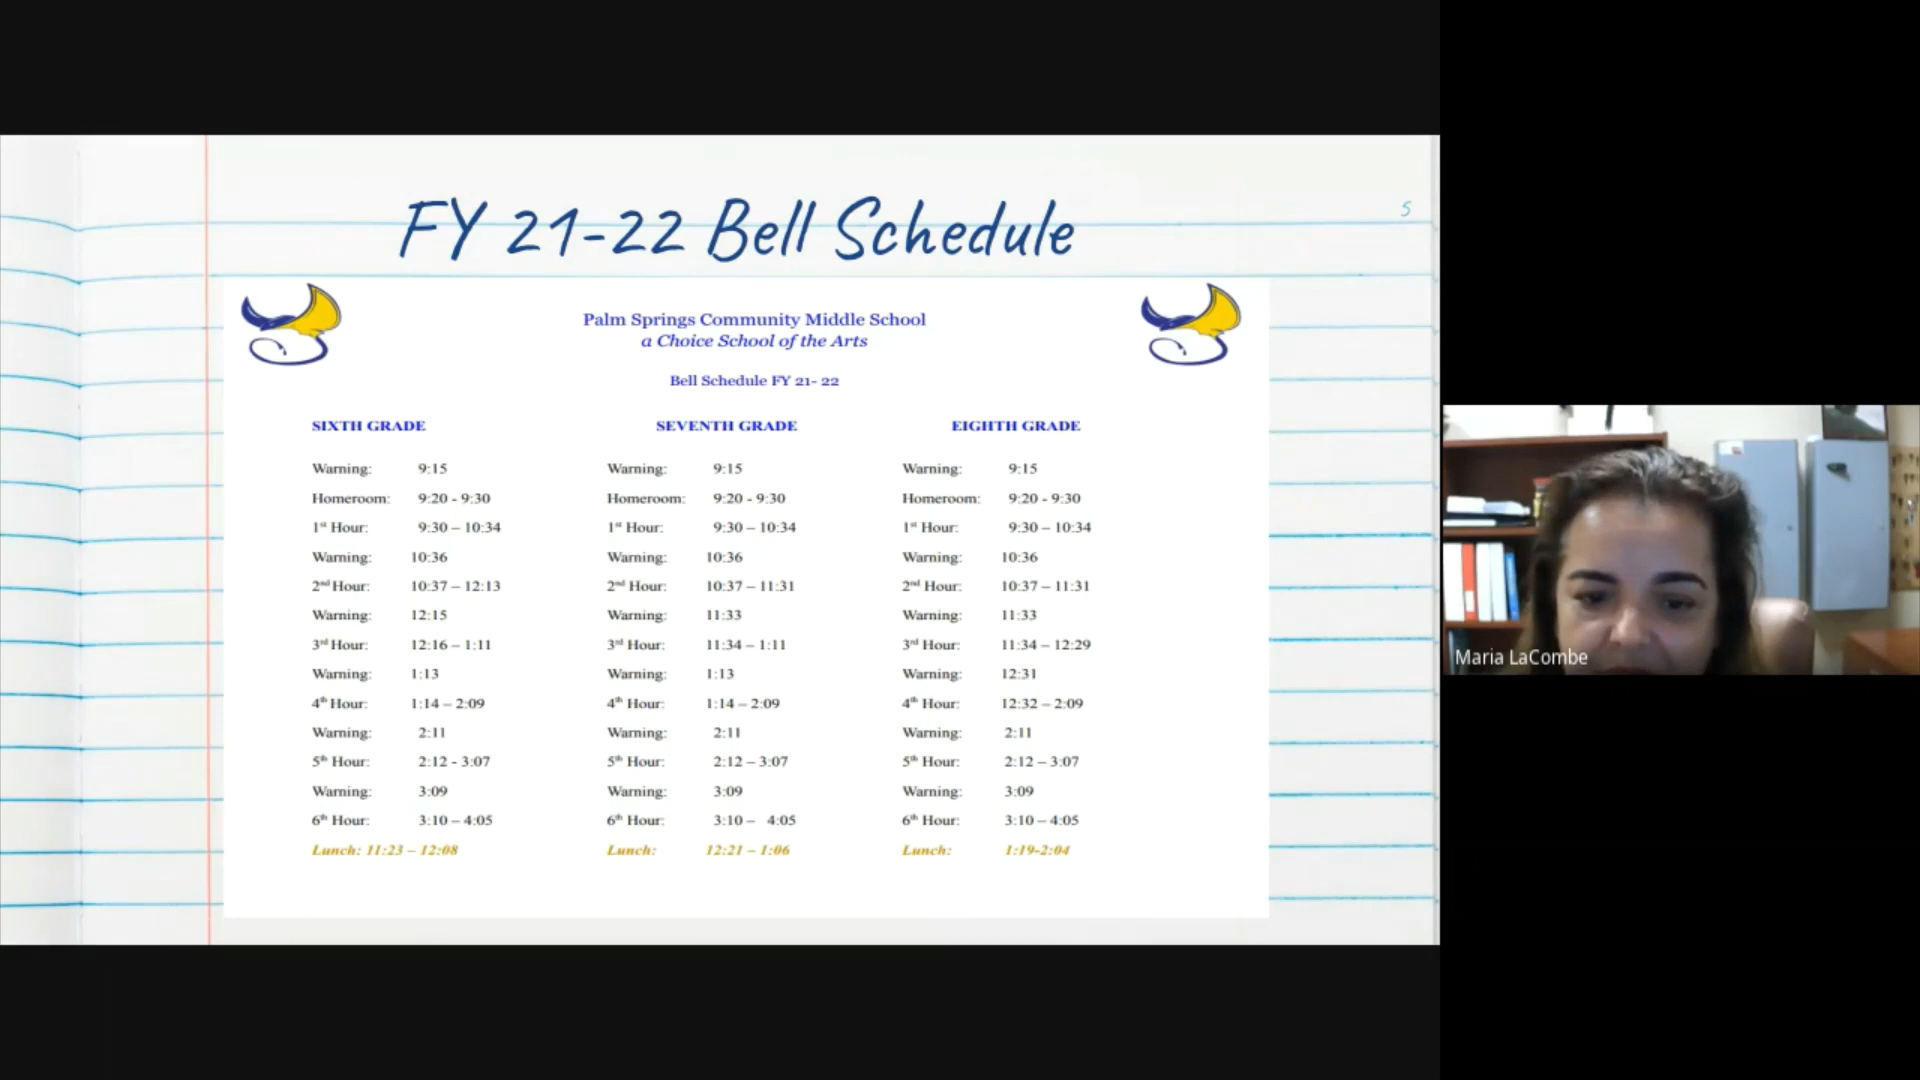 FY 21-22 Bell Schedule
5
Palm Springs Community Middle School
a Choice School of the Arts
Bell Schedule FY 21- 22
SIXTH GRADE SEVENTH GRADE EIGHTH GRADE
Warning: 9:15 Warning: 9:15 Warning: 9:15
Homeroom: 9:20 - 9:30 Homeroom: 9:20 - 9:30 Homeroom: 9:20 - 9:30
1st Hour: 9:30 – 10:34 1st Hour: 9:30 – 10:34 1st Hour: 9:30 – 10:34
Warning: 10:36 Warning: 10:36 Warning: 10:36
2nd Hour: 10:37 – 12:13 2nd Hour: 10:37 – 11:31 2nd Hour: 10:37 – 11:31
Warning: 12:15 Warning: 11:33 Warning: 11:33
3rd Hour: 12:16 – 1:11 3rd Hour: 11:34 – 1:11 3rd Hour: 11:34 – 12:29
Warning: 1:13 Warning: 1:13 Warning: 12:31
4th Hour: 1:14 – 2:09 4th Hour: 1:14 – 2:09 4th Hour: 12:32 – 2:09
Warning: 2:11 Warning: 2:11 Warning: 2:11
5th Hour: 2:12 - 3:07 5th Hour: 2:12 – 3:07 5th Hour: 2:12 – 3:07
Warning: 3:09 Warning: 3:09 Warning: 3:09
6th Hour: 3:10 – 4:05 6th Hour: 3:10 – 4:05 6th Hour: 3:10 – 4:05
Lunch: 11:23 – 12:08 Lunch: 12:21 – 1:06 Lunch: 1:19-2:04
Maria LaCombe